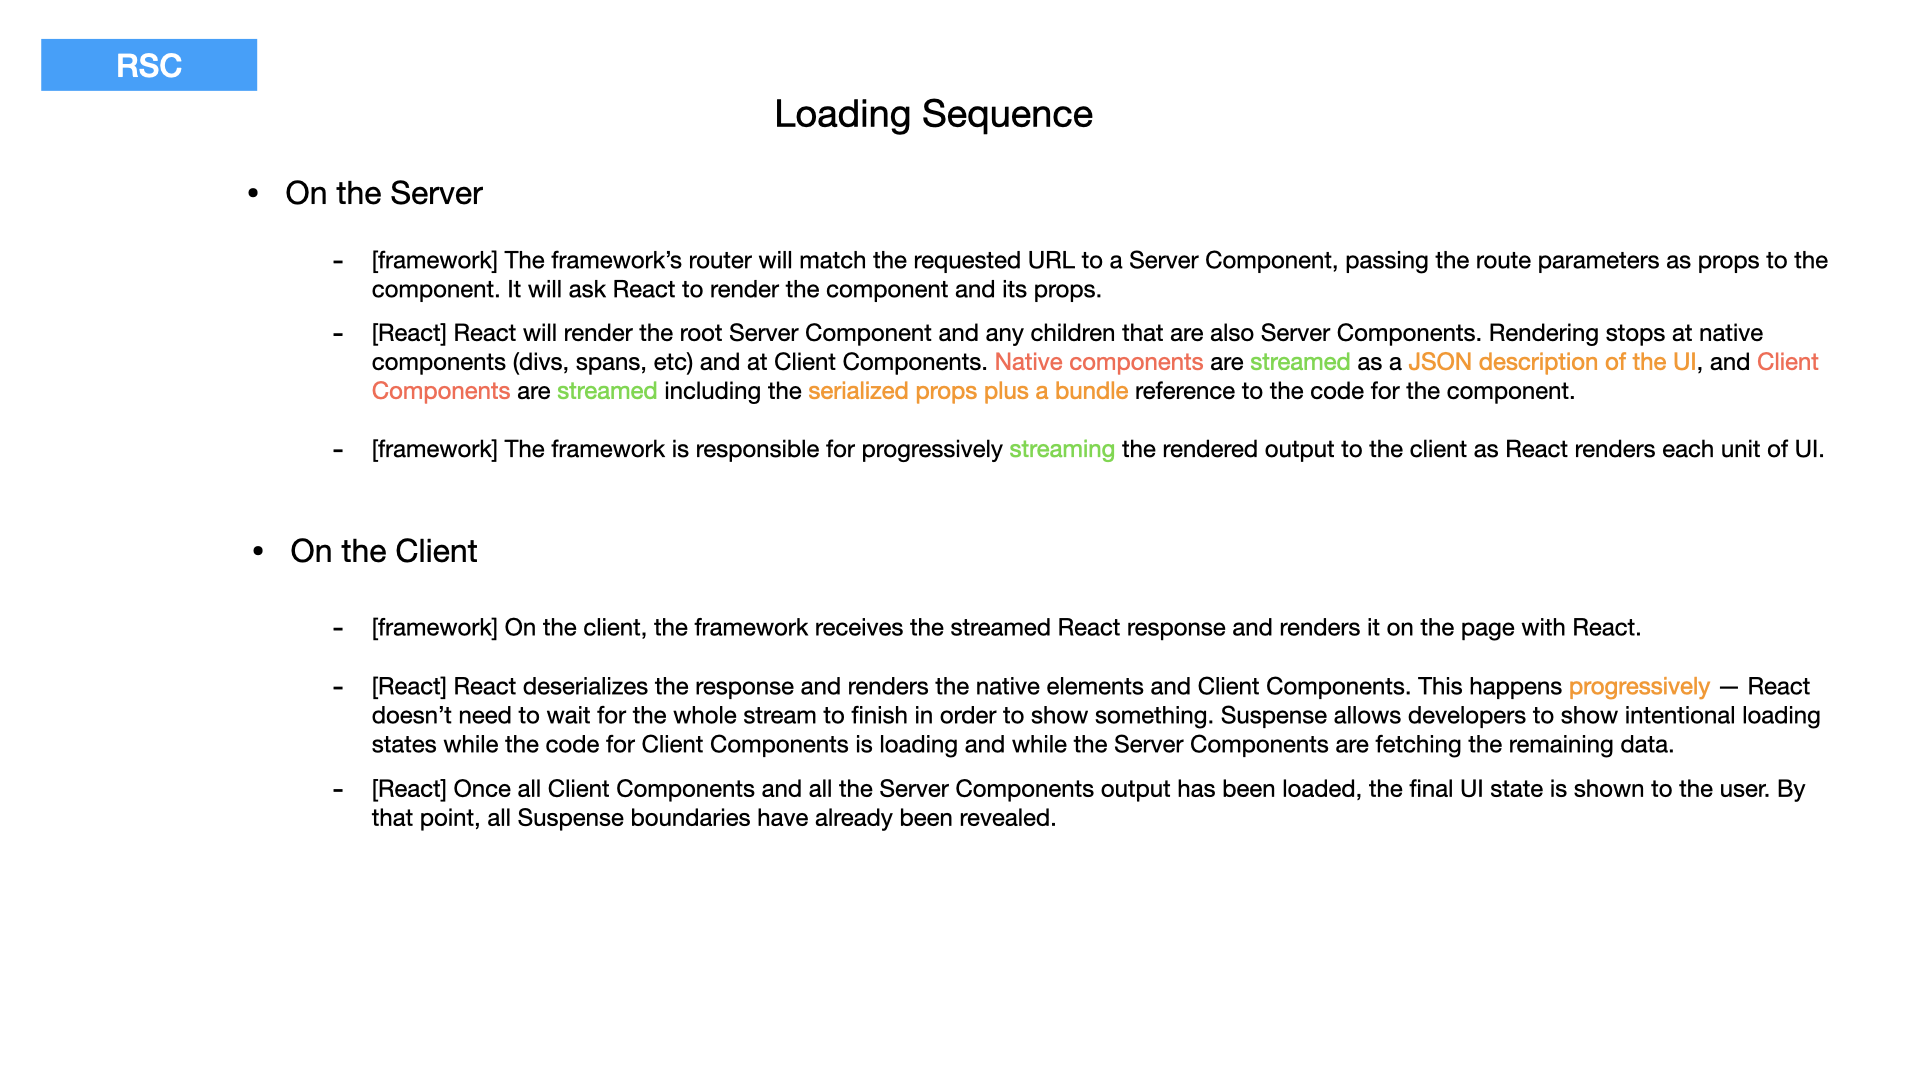 RSC
Loading Sequence
• On the Server
- [framework] The framework’s router will match the requested URL to a Server Component, passing the route parameters as props to the
component. It will ask React to render the component and its props.
- [React] React will render the root Server Component and any children that are also Server Components. Rendering stops at native
components (divs, spans, etc) and at Client Components. Native components are streamed as a JSON description of the UI, and Client
Components are streamed including the serialized props plus a bundle reference to the code for the component.
- [framework] The framework is responsible for progressively streaming the rendered output to the client as React renders each unit of UI.
• On the Client
- [framework] On the client, the framework receives the streamed React response and renders it on the page with React.
- [React] React deserializes the response and renders the native elements and Client Components. This happens progressively — React
doesn’t need to wait for the whole stream to finish in order to show something. Suspense allows developers to show intentional loading
states while the code for Client Components is loading and while the Server Components are fetching the remaining data.
- [React] Once all Client Components and all the Server Components output has been loaded, the final UI state is shown to the user. By
that point, all Suspense boundaries have already been revealed.